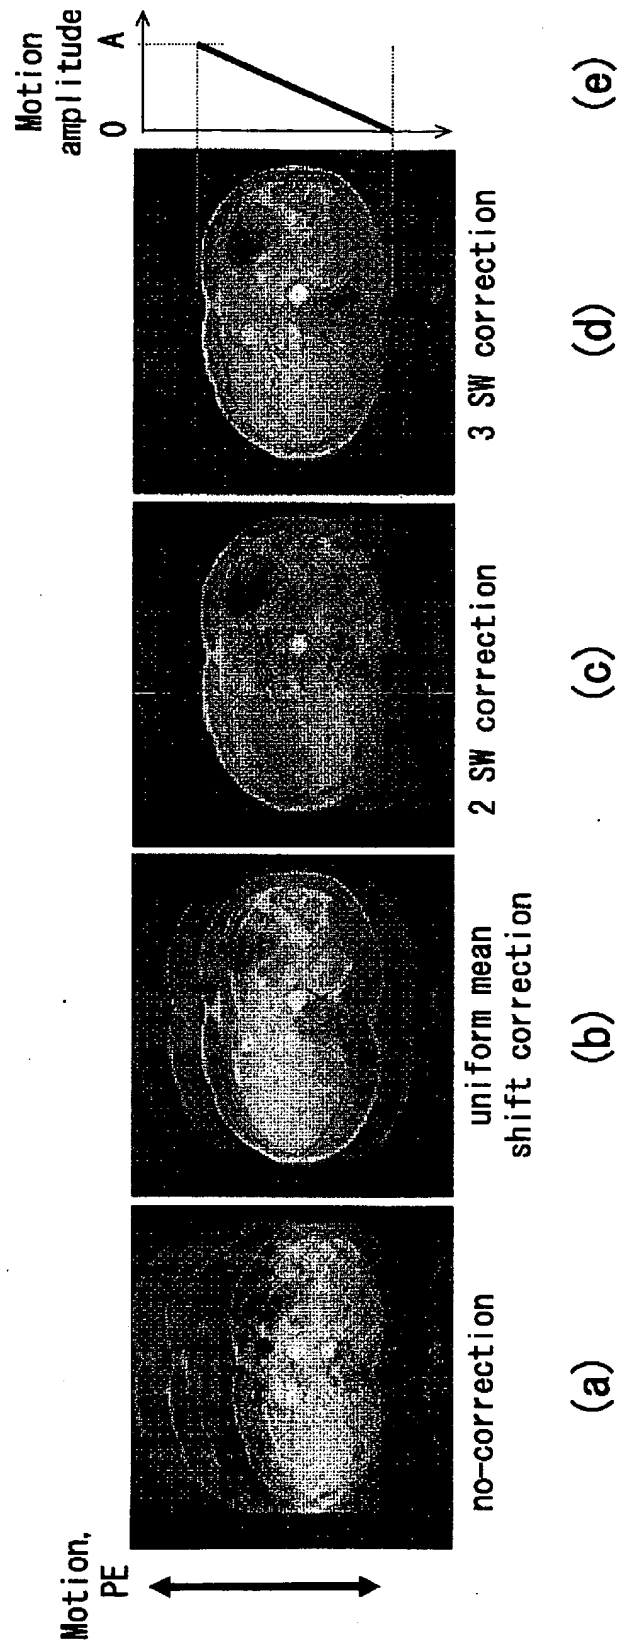 Motion,
PE
no-correction
(a)
uniform mean
shift correction
(b)
2 SW correction
(c)
3 SW correction
(d)
Motion
amplitude
0 A
(e)